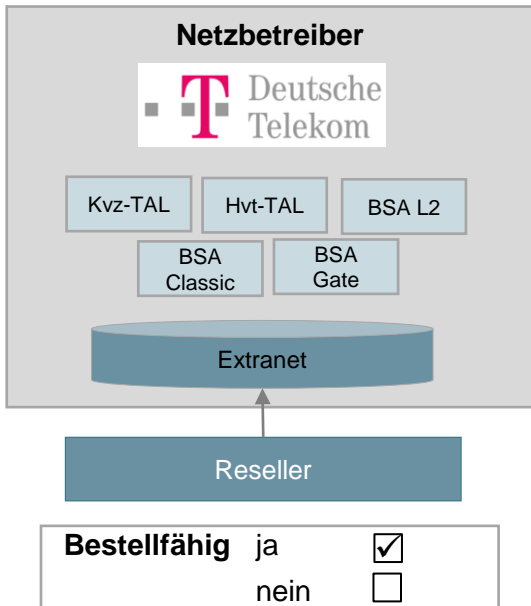 Netzbetreiber
T Deutsche
Telekom
Kvz-TAL
Hvt-TAL
BSA L2
BSA
Classic
BSA
Gate
Extranet
Reseller
Bestellfähig ja
nein